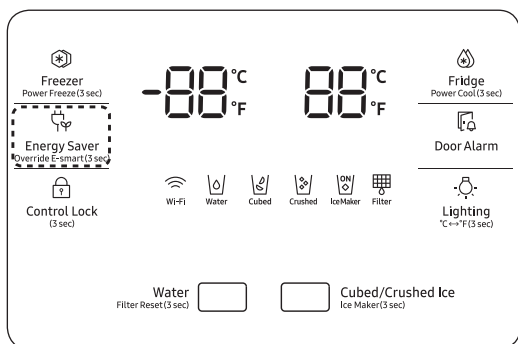 Freezer
Power Freeze(3 sec)
Energy Saver
Override E-smart(3 sec)
Control Lock
(3 sec)
-88°C
°F
88°C
°F
Wi-Fi
Water
Cubed
Crushed
ON
Ice Maker
Filter
Fridge
Power Cool(3 sec)
Door Alarm
Lighting
°C↔°F(3 sec)
Water
Filter Reset(3 sec)
Cubed/Crushed Ice
Ice Maker(3 sec)